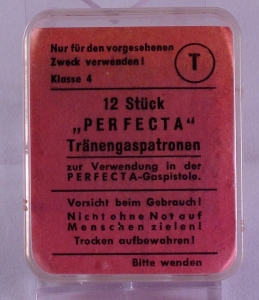 Nur für den vorgesehenen
Zweck verwenden!
Klasse 4
T
12 Stück
„PERFECTA“
Tränengaspatronen
zur Verwendung in der
PERFECTA-Gaspistole.
Vorsicht beim Gebrauch!
Nicht ohne Not auf
Menschen zielen!
Trocken aufbewahren!
Bitte wenden